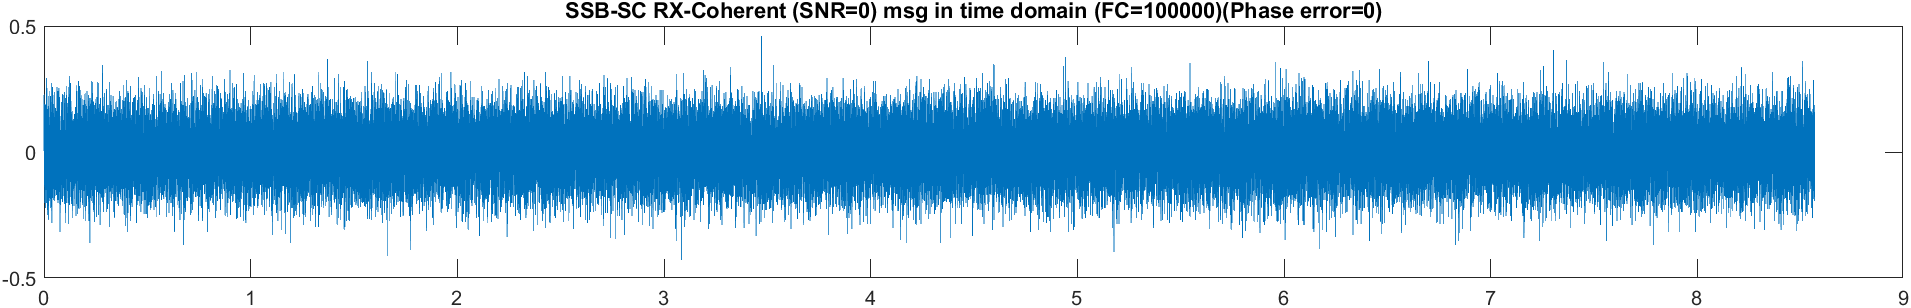 SSB-SC RX-Coherent (SNR=0) msg in time domain (FC=100000)(Phase error=0)
0.5
0
-0.5
0 1 2 3 4 5 6 7 8 9